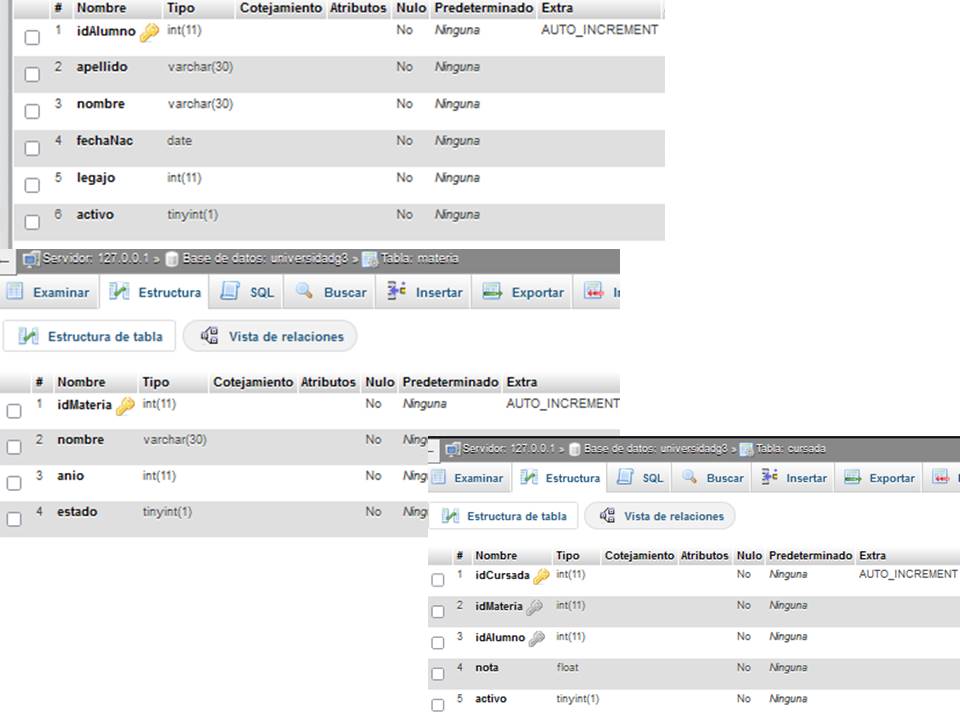 # Nombre Tipo Cotejamiento Atributos Nulo Predeterminado Extra
1 idAlumno int(11) No Ninguna AUTO_INCREMENT
2 apellido varchar(30) No Ninguna
3 nombre varchar(30) No Ninguna
4 fechaNac date No Ninguna
5 legajo int(11) No Ninguna
6 activo tinyint(1) No Ninguna
Servidor: 127.0.0.1 » Base de datos: universidadg3 » Tabla: materia
Examinar Estructura SQL Buscar Insertar Exportar
Estructura de tabla Vista de relaciones
# Nombre Tipo Cotejamiento Atributos Nulo Predeterminado Extra
1 idMateria int(11) No Ninguna AUTO_INCREMENT
2 nombre varchar(30) No
3 anio int(11) No
4 estado tinyint(1) No
Servidor: 127.0.0.1 » Base de datos: universidadg3 » Tabla: cursada
Examinar Estructura SQL Buscar Insertar Exportar
Estructura de tabla Vista de relaciones
# Nombre Tipo Cotejamiento Atributos Nulo Predeterminado Extra
1 idCursada int(11) No Ninguna AUTO_INCREMENT
2 idMateria int(11) No Ninguna
3 idAlumno int(11) No Ninguna
4 nota float No Ninguna
5 activo tinyint(1) No Ninguna